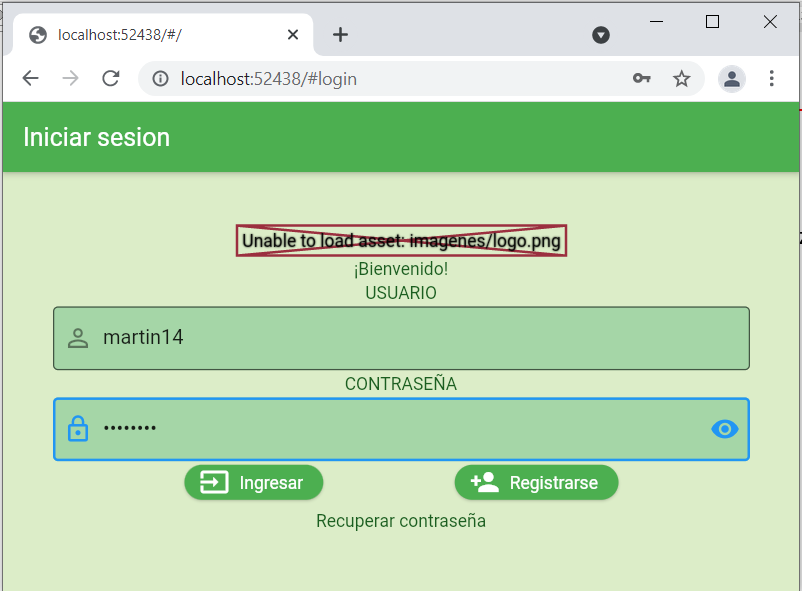 localhost:52438/#/
localhost:52438/#login
Iniciar sesion
Unable to load asset: imagenes/logo.png
¡Bienvenido!
USUARIO
martin14
CONTRASEÑA
••••••••
Ingresar
Registrarse
Recuperar contraseña